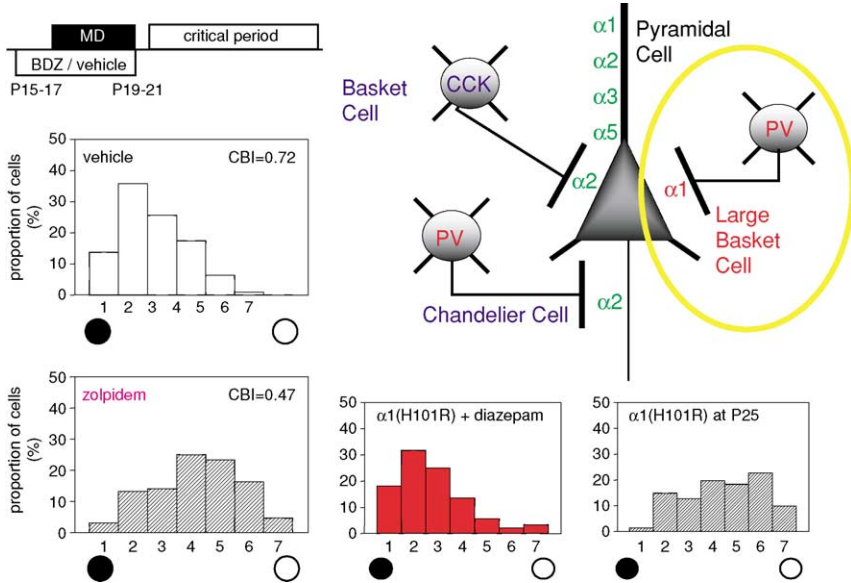 MD
critical period
BDZ / vehicle
P15-17
P19-21
50
40
30
20
10
0
proportion of cells
(%)
vehicle
CBI=0.72
1 2 3 4 5 6 7
α1
α2
α3
α5
Pyramidal
Cell
Basket
Cell
CCK
α2
PV
α1
Large
Basket
Cell
PV
Chandelier Cell
α2
50
40
30
20
10
0
proportion of cells
(%)
zolpidem
CBI=0.47
1 2 3 4 5 6 7
50
40
30
20
10
0
α1(H101R) + diazepam
1 2 3 4 5 6 7
50
40
30
20
10
0
α1(H101R) at P25
1 2 3 4 5 6 7